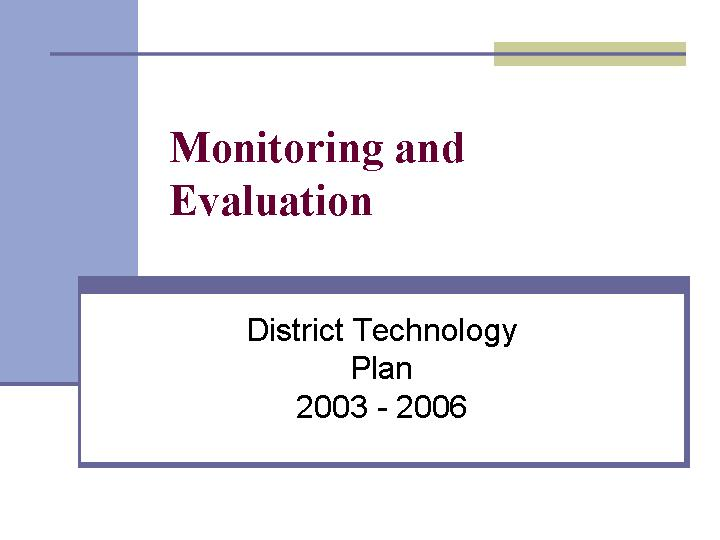 Monitoring and
Evaluation
District Technology
Plan
2003 - 2006